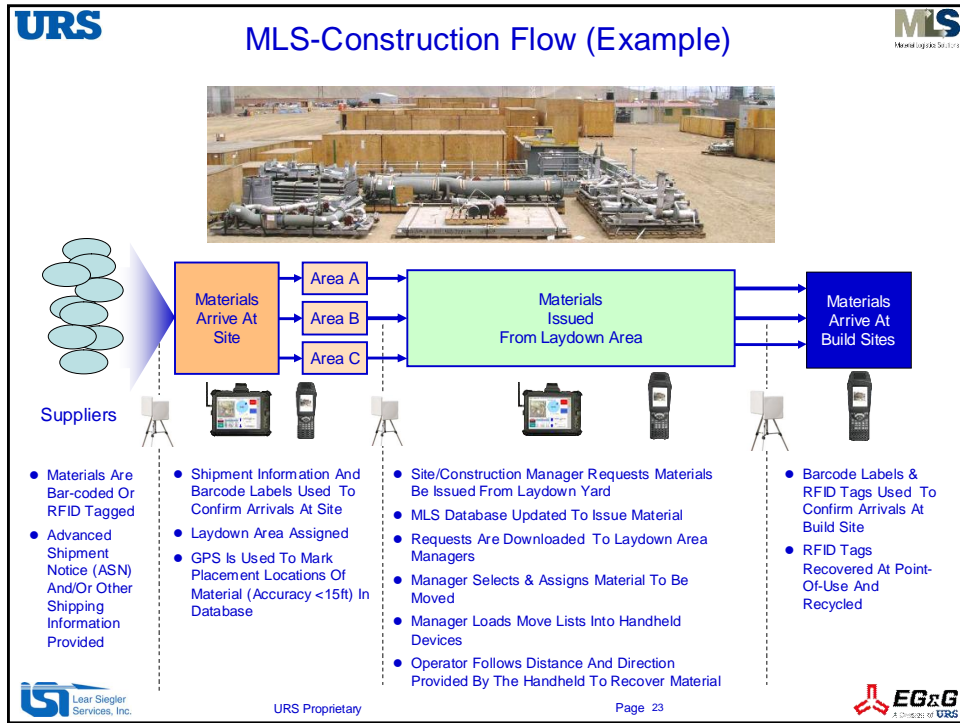 URS
MLS-Construction Flow (Example)
MLS
Material Logistics Solutions
Materials
Arrive At
Site
Area A
Area B
Area C
Materials
Issued
From Laydown Area
Materials
Arrive At
Build Sites
Suppliers
Materials Are
Bar-coded Or
RFID Tagged
Advanced
Shipment
Notice (ASN)
And/Or Other
Shipping
Information
Provided
Shipment Information And
Barcode Labels Used To
Confirm Arrivals At Site
Laydown Area Assigned
GPS Is Used To Mark
Placement Locations Of
Material (Accuracy <15ft) In
Database
Site/Construction Manager Requests Materials
Be Issued From Laydown Yard
MLS Database Updated To Issue Material
Requests Are Downloaded To Laydown Area
Managers
Manager Selects & Assigns Material To Be
Moved
Manager Loads Move Lists Into Handheld
Devices
Operator Follows Distance And Direction
Provided By The Handheld To Recover Material
Barcode Labels &
RFID Tags Used To
Confirm Arrivals At
Build Site
RFID Tags
Recovered At Point-
Of-Use And
Recycled
LSI
Lear Siegler
Services, Inc.
URS Proprietary
Page 23
EG&G
A Division of URS